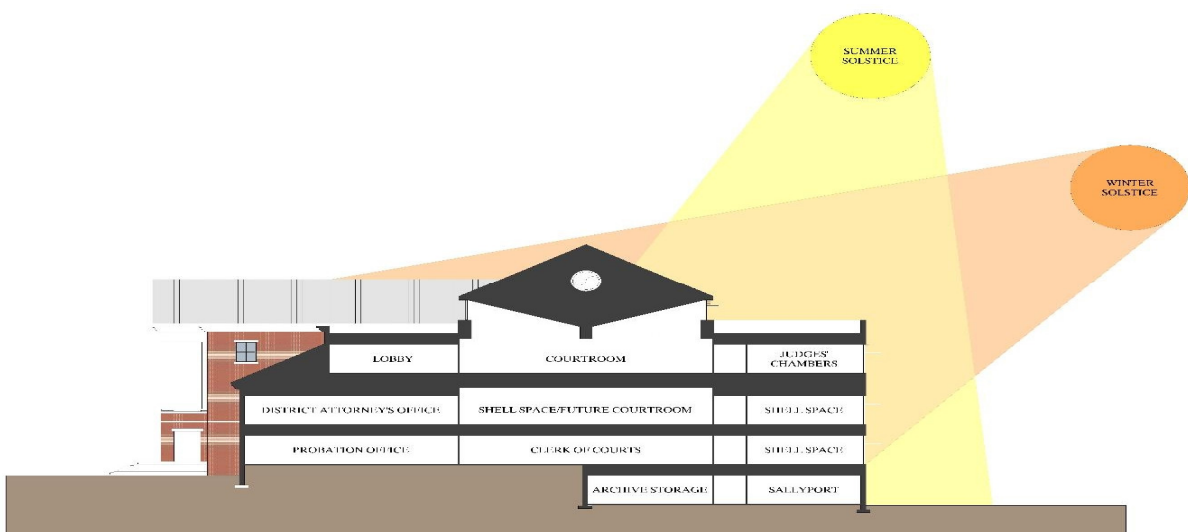 SUMMER
SOLSTICE
WINTER
SOLSTICE
LOBBY
COURTROOM
JUDGES'
CHAMBERS
DISTRICT ATTORNEY'S OFFICE
SHELL SPACE/FUTURE COURTROOM
SHELL SPACE
PROBATION OFFICE
CLERK OF COURTS
SHELL SPACE
ARCHIVE STORAGE
SALLYPORT